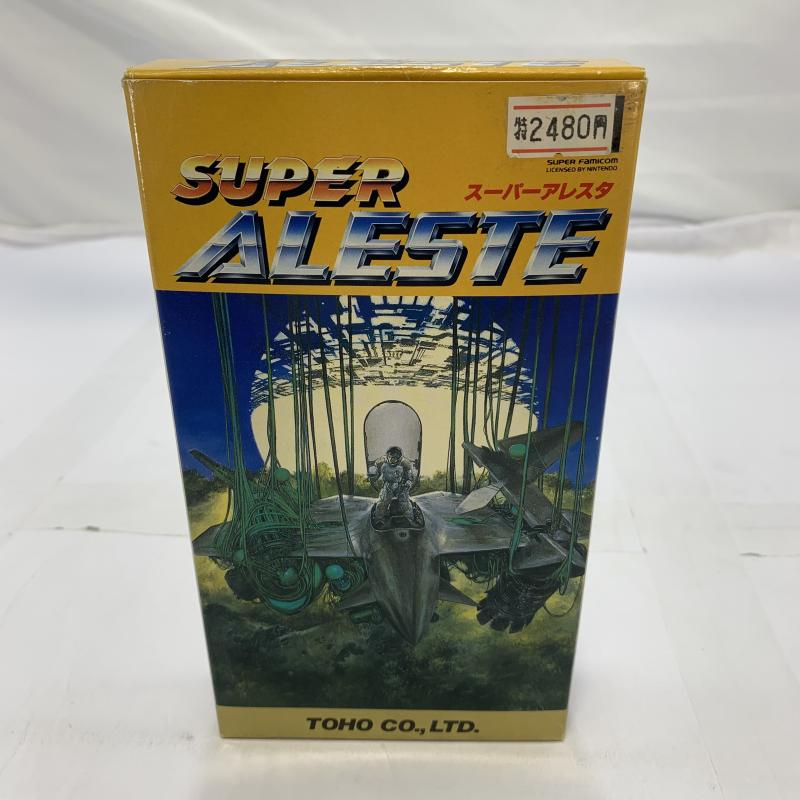 ALESTE
特2480円
SUPER FAMICOM
LICENSED BY NINTENDO
SUPER
スーパーアレスタ
ALESTE
TOHO CO., LTD.